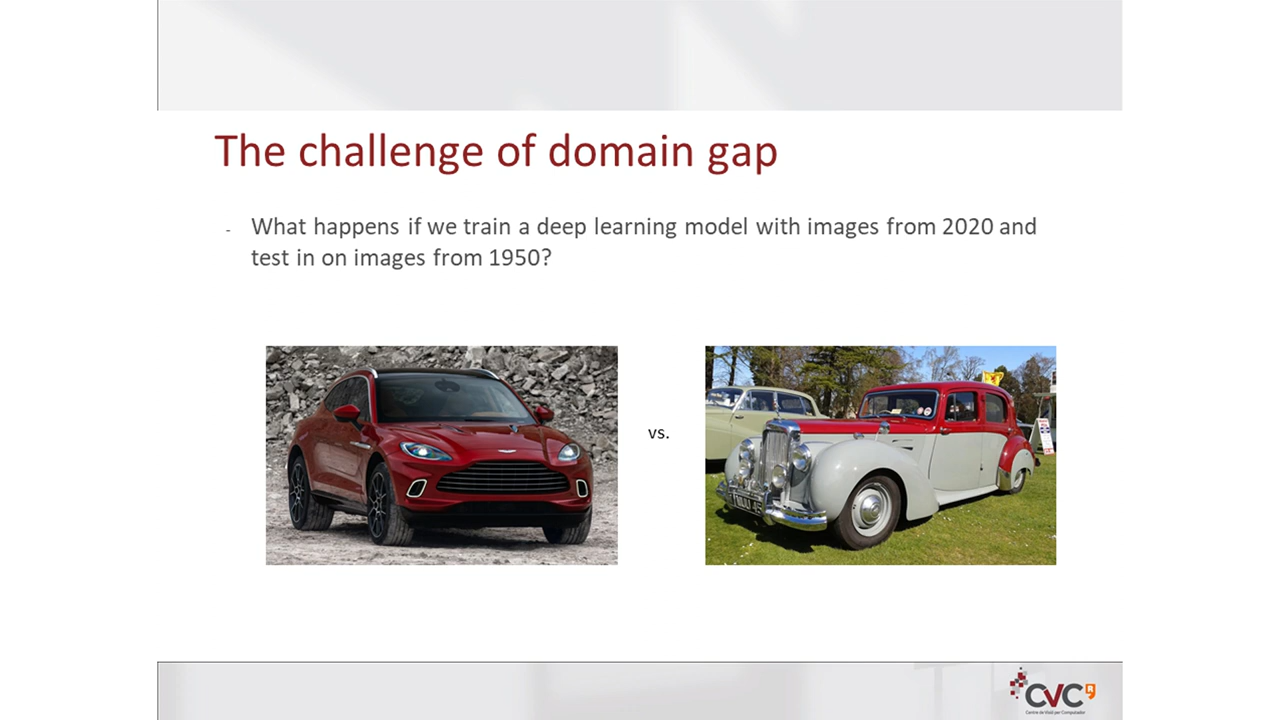 The challenge of domain gap
- What happens if we train a deep learning model with images from 2020 and
test in on images from 1950?
vs.
CVC
Centre de Visió per Computador